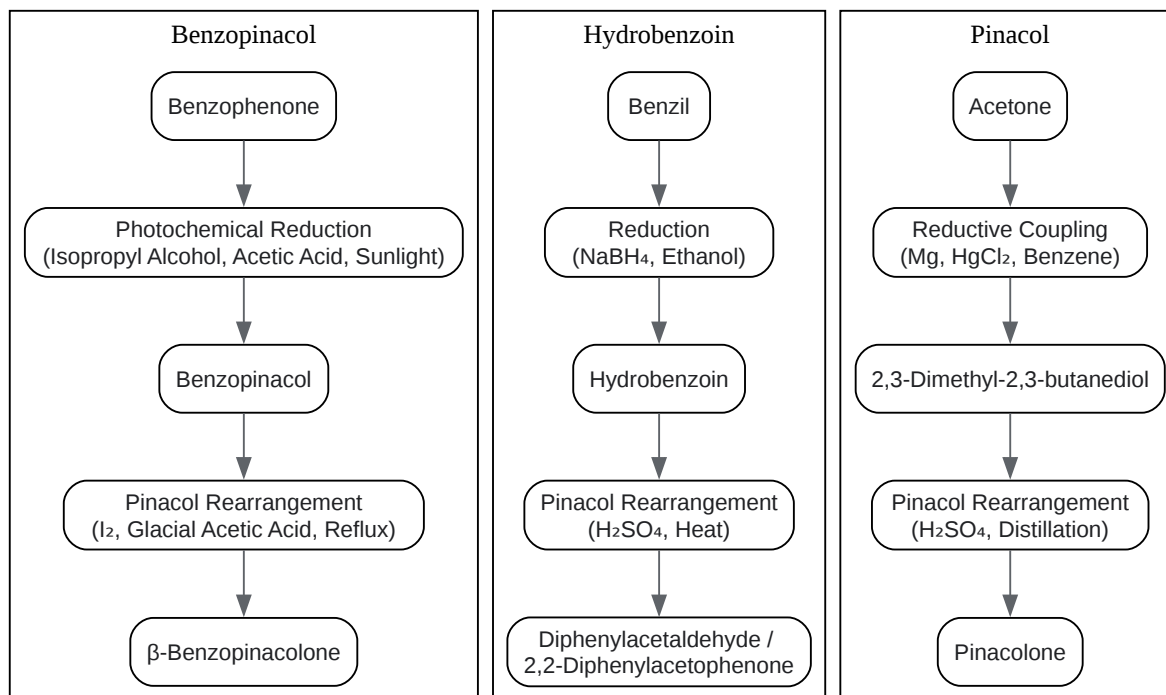 Benzopinacol
Benzophenone
Photochemical Reduction
(Isopropyl Alcohol, Acetic Acid, Sunlight)
Benzopinacol
Pinacol Rearrangement
(I₂, Glacial Acetic Acid, Reflux)
β-Benzopinacolone
Hydrobenzoin
Benzil
Reduction
(NaBH₄, Ethanol)
Hydrobenzoin
Pinacol Rearrangement
(H₂SO₄, Heat)
Diphenylacetaldehyde /
2,2-Diphenylacetophenone
Pinacol
Acetone
Reductive Coupling
(Mg, HgCl₂, Benzene)
2,3-Dimethyl-2,3-butanediol
Pinacol Rearrangement
(H₂SO₄, Distillation)
Pinacolone